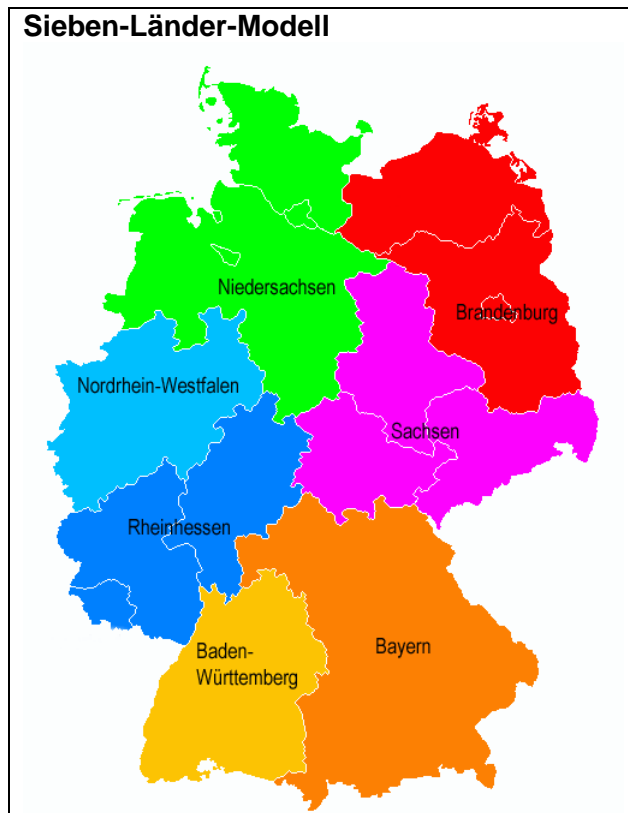 Sieben-Länder-Modell
Niedersachsen
Brandenburg
Nordrhein-Westfalen
Sachsen
Rheinhessen
Baden-
Württemberg
Bayern